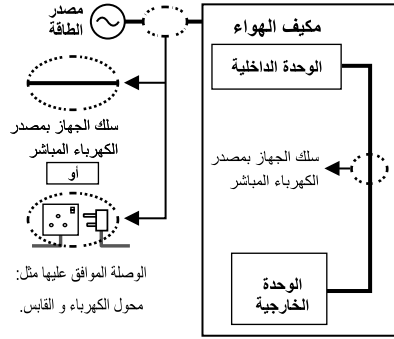 مصدر
الطاقة
مكيف الهواء
الوحدة الداخلية
سلك الجهاز بمصدر
الكهرباء المباشر
أو
الوصلة الموافق عليها مثل:
محول الكهرباء و القابس.
سلك الجهاز بمصدر
الكهرباء المباشر
الوحدة
الخارجية